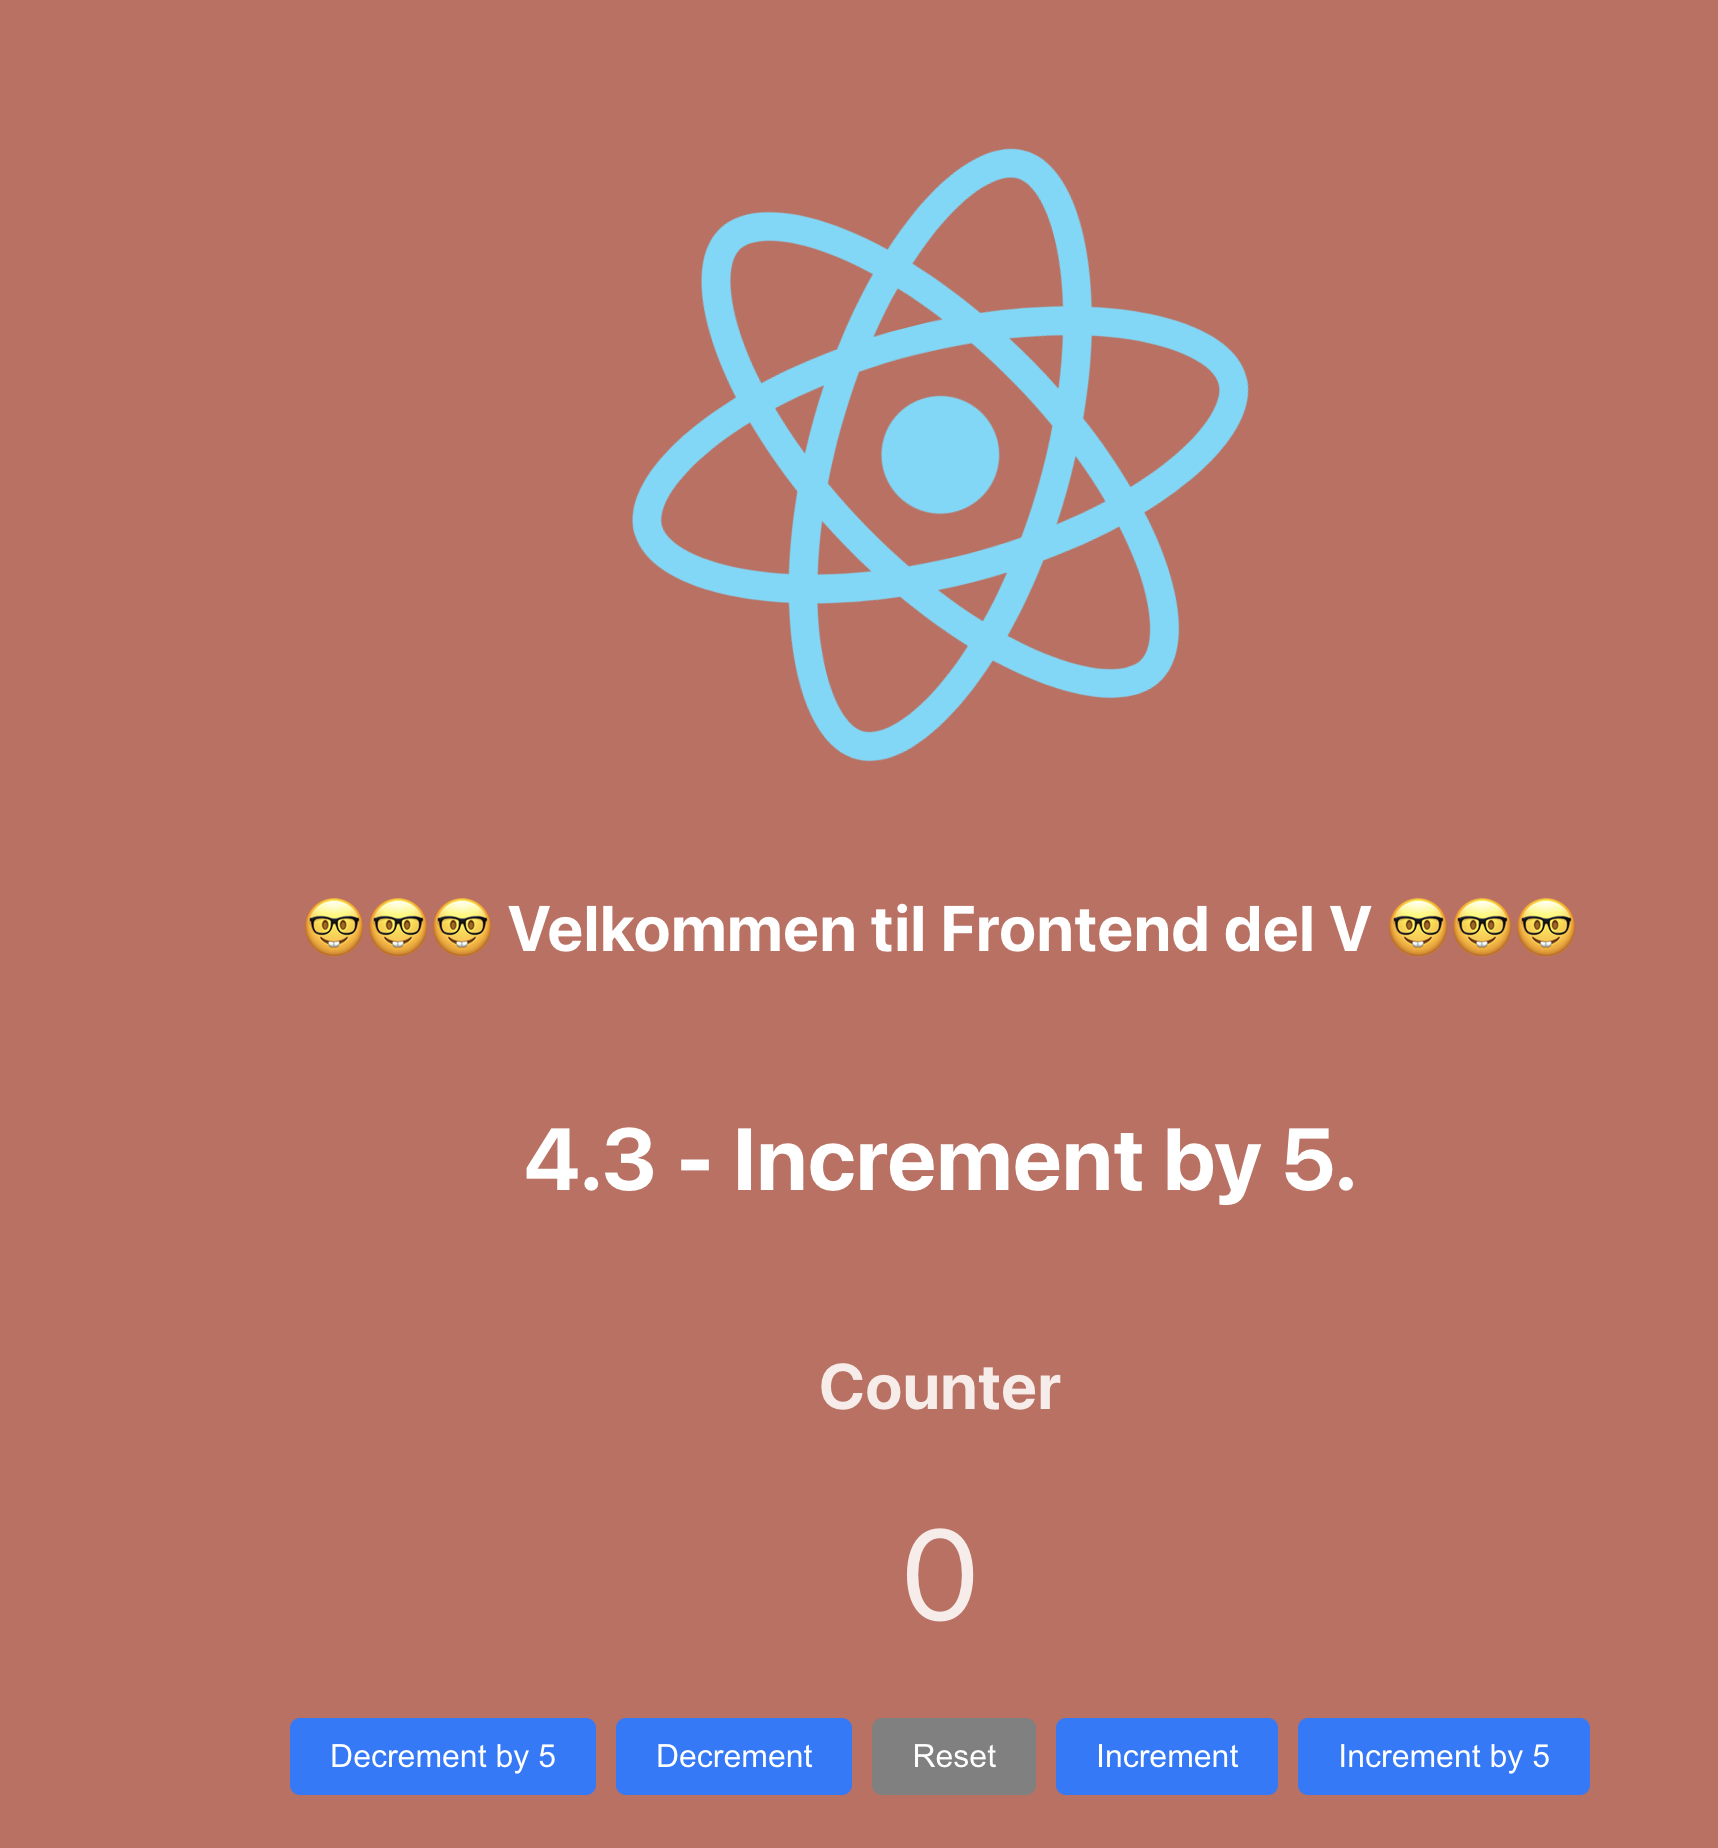 🤓🤓🤓 Velkommen til Frontend del V 🤓🤓🤓
4.3 - Increment by 5.
Counter
0
Decrement by 5 Decrement Reset Increment Increment by 5